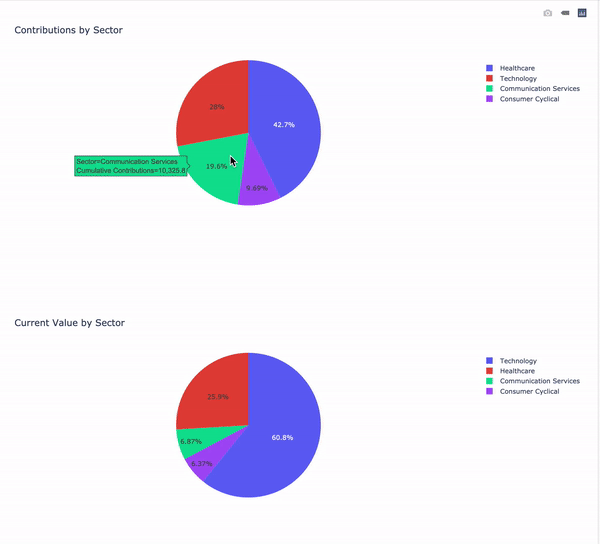 Contributions by Sector
Healthcare
Technology
Communication Services
Consumer Cyclical
28%
42.7%
Sector=Communication Services
Cumulative Contributions=10,325.8
19.6%
9.69%
Current Value by Sector
Technology
Healthcare
Communication Services
Consumer Cyclical
25.9%
60.8%
6.87%
6.37%